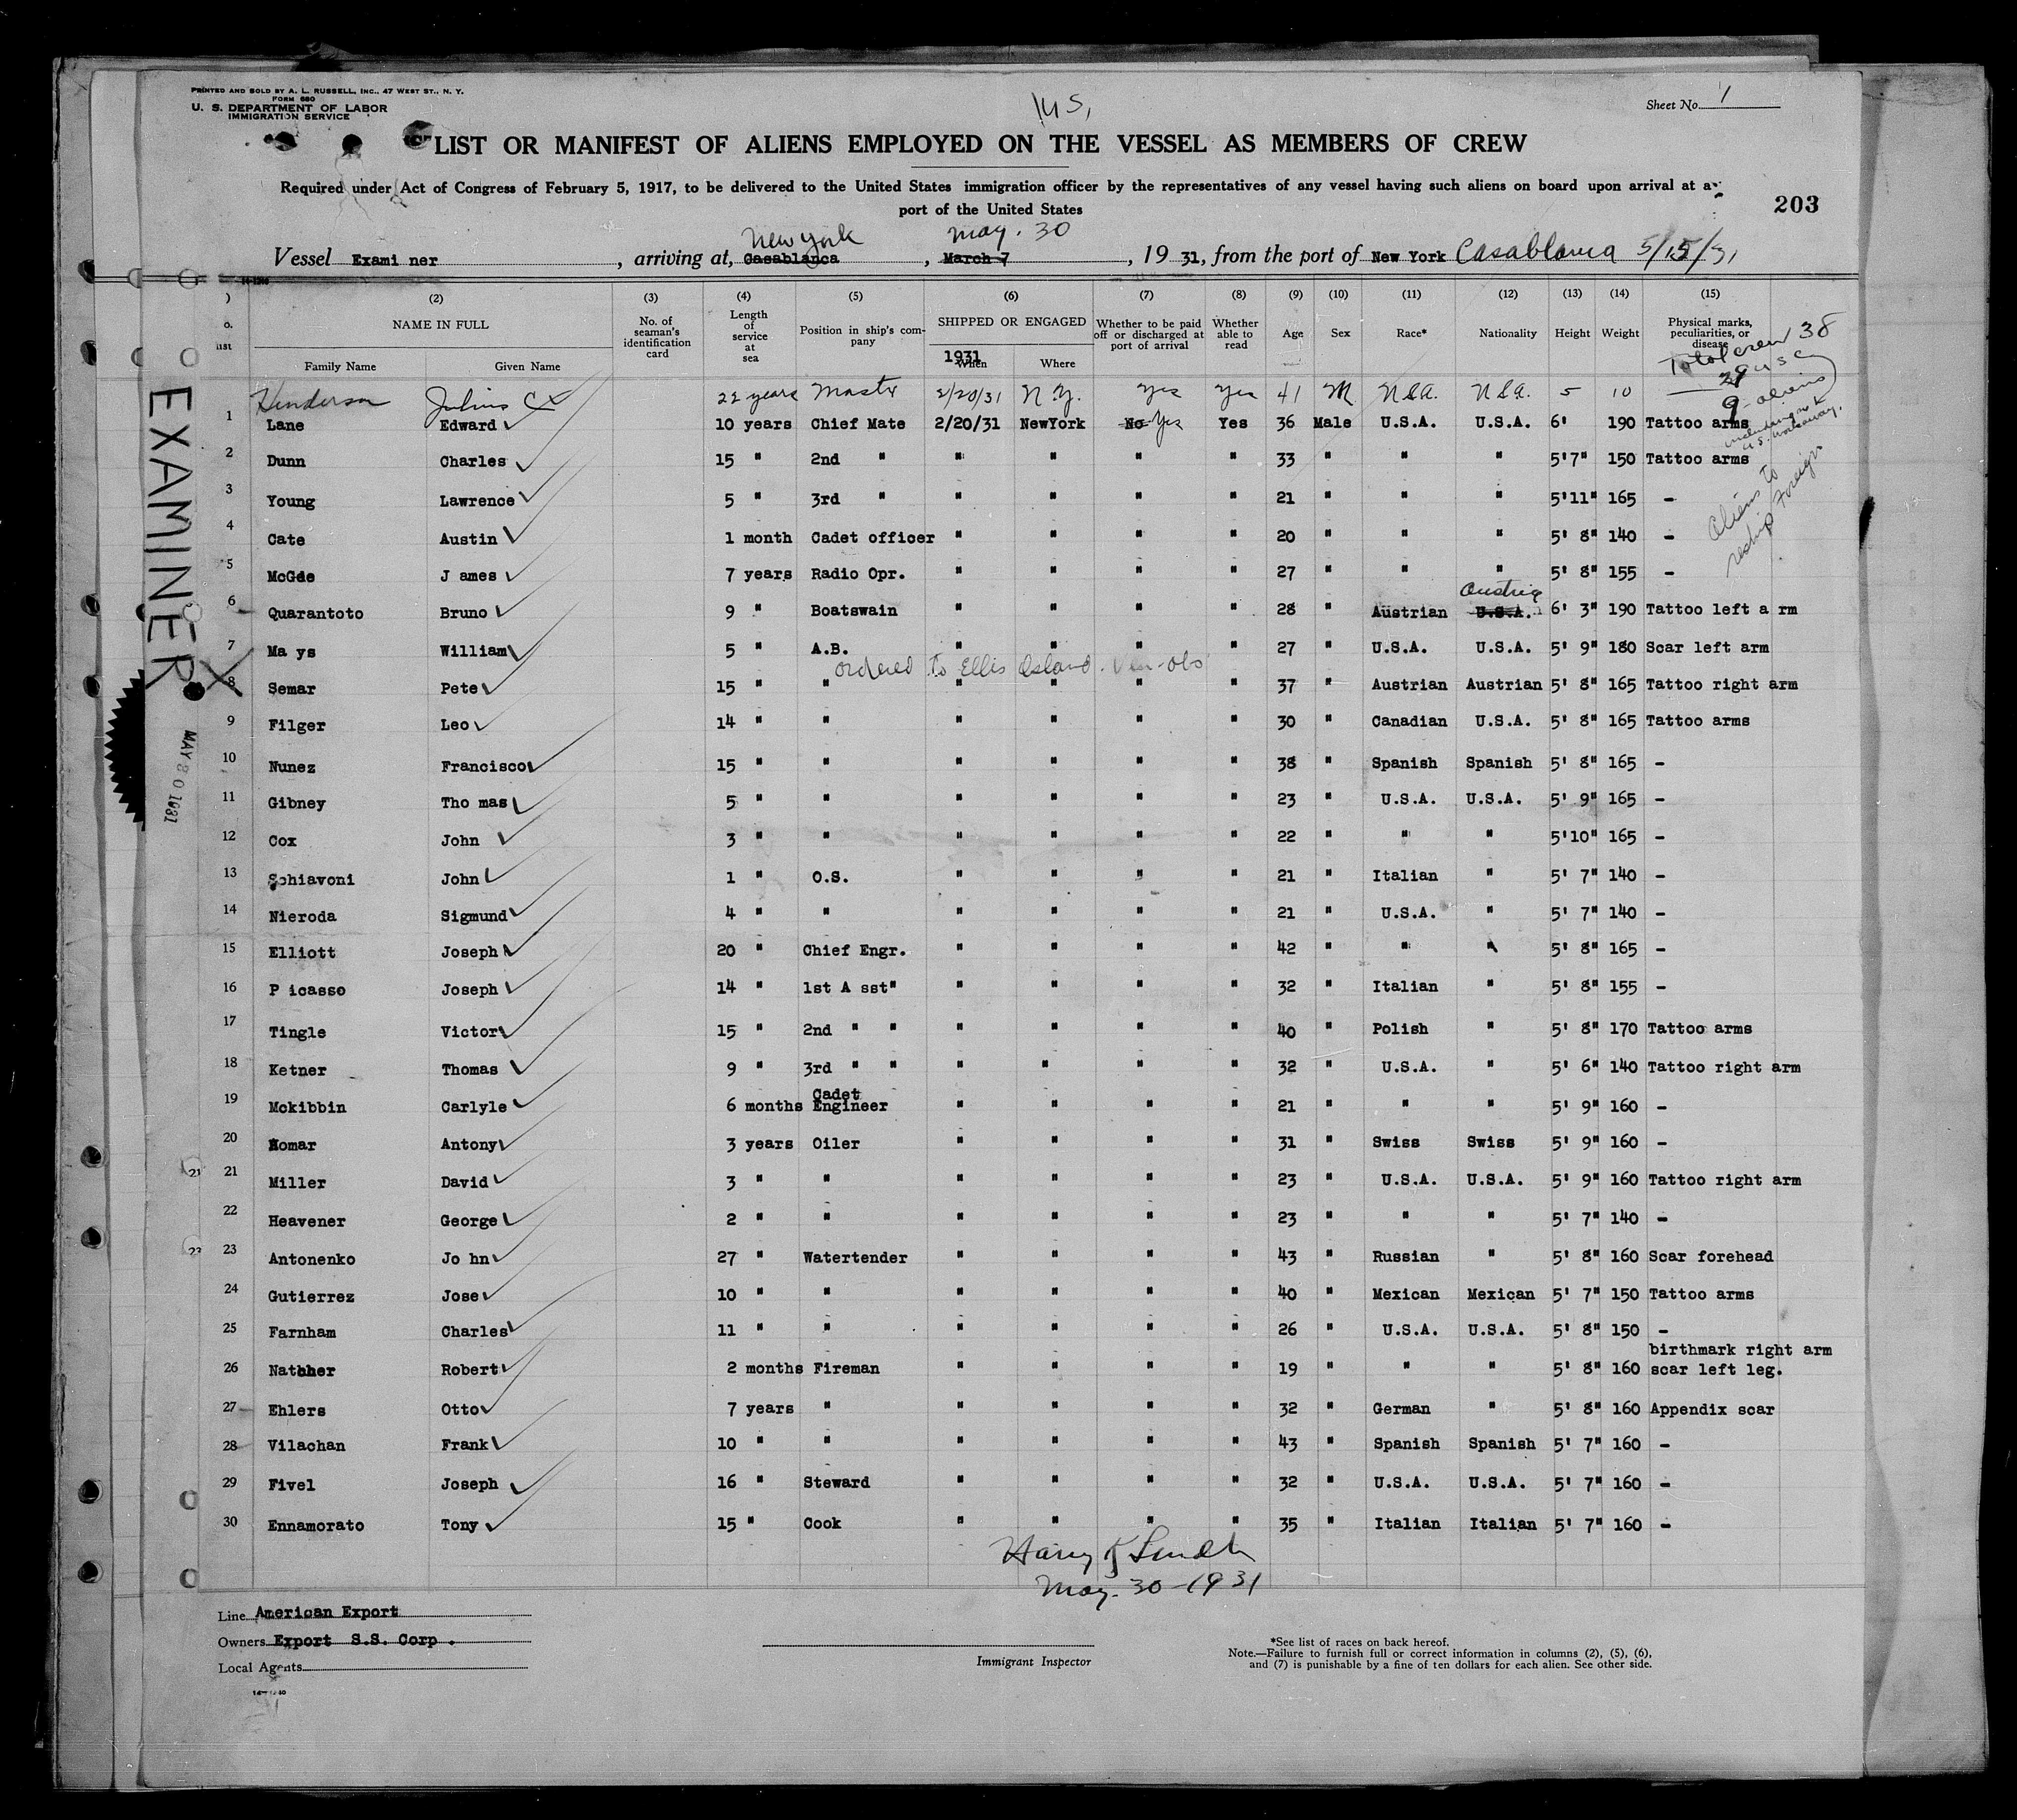 PRINTED AND SOLD BY A. L. RUSSELL, INC., 47 WEST ST., N. Y.
FORM 680
U. S. DEPARTMENT OF LABOR
IMMIGRATION SERVICE
Sheet No. 1
LIST OR MANIFEST OF ALIENS EMPLOYED ON THE VESSEL AS MEMBERS OF CREW
Required under Act of Congress of February 5, 1917, to be delivered to the United States immigration officer by the representatives of any vessel having such aliens on board upon arrival at a
port of the United States
203
New York May. 30
Vessel Exami ner, arriving at, Casablanca, March 7, 19 31, from the port of New York Casablanca 5/15/31
(2) (3) (4) (5) (6) (7) (8) (9) (10) (11) (12) (13) (14) (15)
NAME IN FULL No. of seaman's identification card Length of service at sea Position in ship's company SHIPPED OR ENGAGED Whether to be paid off or discharged at port of arrival Whether able to read Age Sex Race* Nationality Height Weight Physical marks, peculiarities, or disease
Family Name Given Name 1931 When Where
Total crew 38
29 U S C
9 - aliens
Aliens to
reship foreign
Henderson Julius 22 years Master 2/20/31 N.Y. Yes Yes 41 M U.S.A. U.S.A. 5 10
1 Lane Edward 10 years Chief Mate 2/20/31 NewYork No Yes Yes 36 Male U.S.A. U.S.A. 6' 190 Tattoo arms
2 Dunn Charles 15 " 2nd " " " " " 33 " " " 5'7" 150 Tattoo arms
3 Young Lawrence 5 " 3rd " " " " " 21 " " " 5'11" 165 -
4 Cate Austin 1 month Cadet officer " " " " 20 " " " 5' 8" 140 -
5 McGee J ames 7 years Radio Opr. " " " " 27 " " " 5' 8" 155 -
Austria
6 Quarantoto Bruno 9 " Boatswain " " " " 28 " Austrian U.S.A. 6' 3" 190 Tattoo left a rm
7 Ma ys William 5 " A.B. " " " " 27 " U.S.A. U.S.A. 5' 9" 180 Scar left arm
ordered to Ellis Island.
8 Semar Pete 15 " " " " " " 37 " Austrian Austrian 5' 8" 165 Tattoo right arm
9 Filger Leo 14 " " " " " " 30 " Canadian U.S.A. 5' 8" 165 Tattoo arms
10 Nunez Francisco 15 " " " " " " 38 " Spanish Spanish 5' 8" 165 -
11 Gibney Tho mas 5 " " " " " " 23 " U.S.A. U.S.A. 5' 9" 165 -
12 Cox John 3 " " " " " " 22 " " " 5'10" 165 -
13 Schiavoni John 1 " O.S. " " " " 21 " Italian " 5' 7" 140 -
14 Nieroda Sigmund 4 " " " " " " 21 " U.S.A. " 5' 7" 140 -
15 Elliott Joseph 20 " Chief Engr. " " " " 42 " " " 5' 8" 165 -
16 P icasso Joseph 14 " 1st A sst" " " " " 32 " Italian " 5' 8" 155 -
17 Tingle Victor 15 " 2nd " " " " " " 40 " Polish " 5' 8" 170 Tattoo arms
18 Ketner Thomas 9 " 3rd " " " " " " 32 " U.S.A. " 5' 6" 140 Tattoo right arm
19 Mckibbin Carlyle 6 months Cadet Engineer " " " " 21 " " " 5' 9" 160 -
20 Homar Antony 3 years Oiler " " " " 31 " Swiss Swiss 5' 9" 160 -
21 Miller David 3 " " " " " " 23 " U.S.A. U.S.A. 5' 9" 160 Tattoo right arm
22 Heavener George 2 " " " " " " 23 " " " 5' 7" 140 -
23 Antonenko Jo hn 27 " Watertender " " " " 43 " Russian " 5' 8" 160 Scar forehead
24 Gutierrez Jose 10 " " " " " " 40 " Mexican Mexican 5' 7" 150 Tattoo arms
25 Farnham Charles 11 " " " " " " 26 " U.S.A. U.S.A. 5' 8" 150 -
26 Natcher Robert 2 months Fireman " " " " 19 " " " 5' 8" 160 birthmark right arm scar left leg.
27 Ehlers Otto 7 years " " " " " 32 " German " 5' 8" 160 Appendix scar
28 Vilachan Frank 10 " " " " " " 43 " Spanish Spanish 5' 7" 160 -
29 Fivel Joseph 16 " Steward " " " " 32 " U.S.A. U.S.A. 5' 7" 160 -
30 Ennamorato Tony 15 " Cook " " " " 35 " Italian Italian 5' 7" 160 -
May. 30-1931
EXAMINER
MAY 30 1931
Line American Export
Owners Export S.S. Corp .
Local Agents
Immigrant Inspector
*See list of races on back hereof.
Note.—Failure to furnish full or correct information in columns (2), (5), (6),
and (7) is punishable by a fine of ten dollars for each alien. See other side.